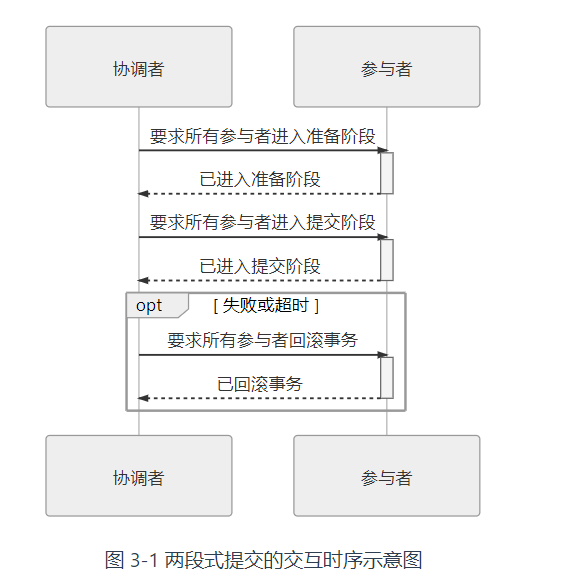 协调者 参与者
要求所有参与者进入准备阶段
已进入准备阶段
要求所有参与者进入提交阶段
已进入提交阶段
opt [ 失败或超时 ]
要求所有参与者回滚事务
已回滚事务
协调者 参与者
图 3-1 两段式提交的交互时序示意图